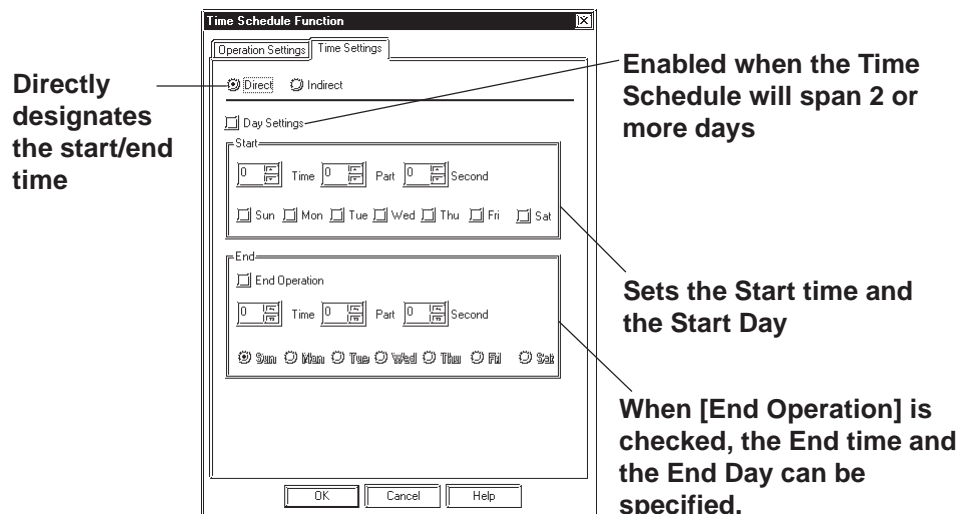 Time Schedule Function
Operation Settings Time Settings
Direct Indirect
Day Settings
Start
0 Time 0 Part 0 Second
Sun Mon Tue Wed Thu Fri Sat
End
End Operation
0 Time 0 Part 0 Second
Sun Mon Tue Wed Thu Fri Sat
OK Cancel Help
Directly
designates
the start/end
time
Enabled when the Time
Schedule will span 2 or
more days
Sets the Start time and
the Start Day
When [End Operation] is
checked, the End time and
the End Day can be
specified.